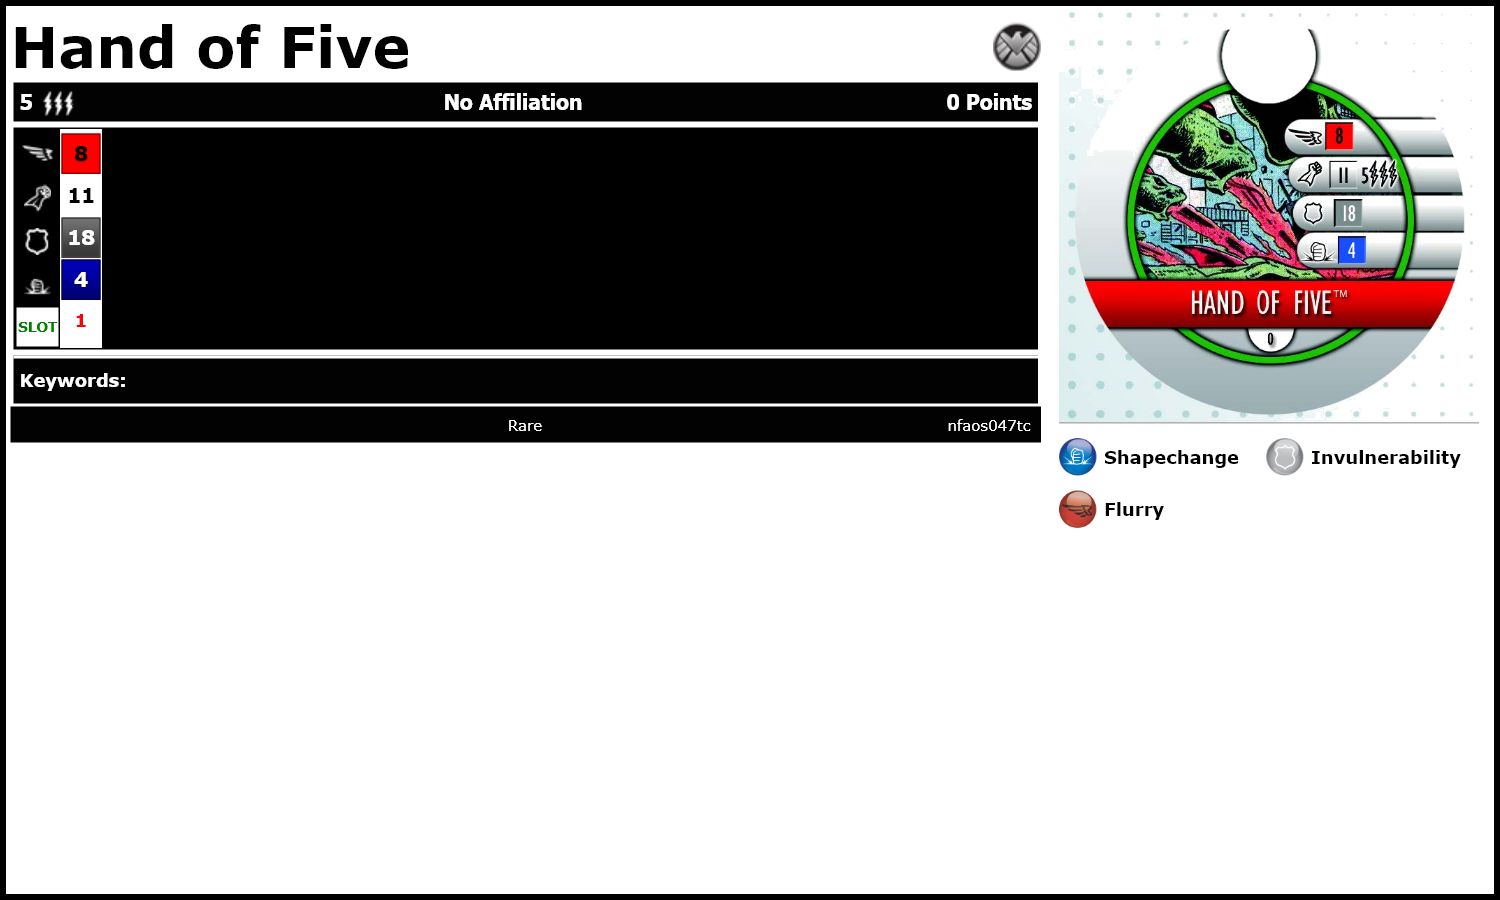 Hand of Five
5
No Affiliation
0 Points
8
11
18
4
SLOT
1
Keywords:
Rare
nfaos047tc
8
11 5
18
4
HAND OF FIVE™
0
Shapechange
Invulnerability
Flurry